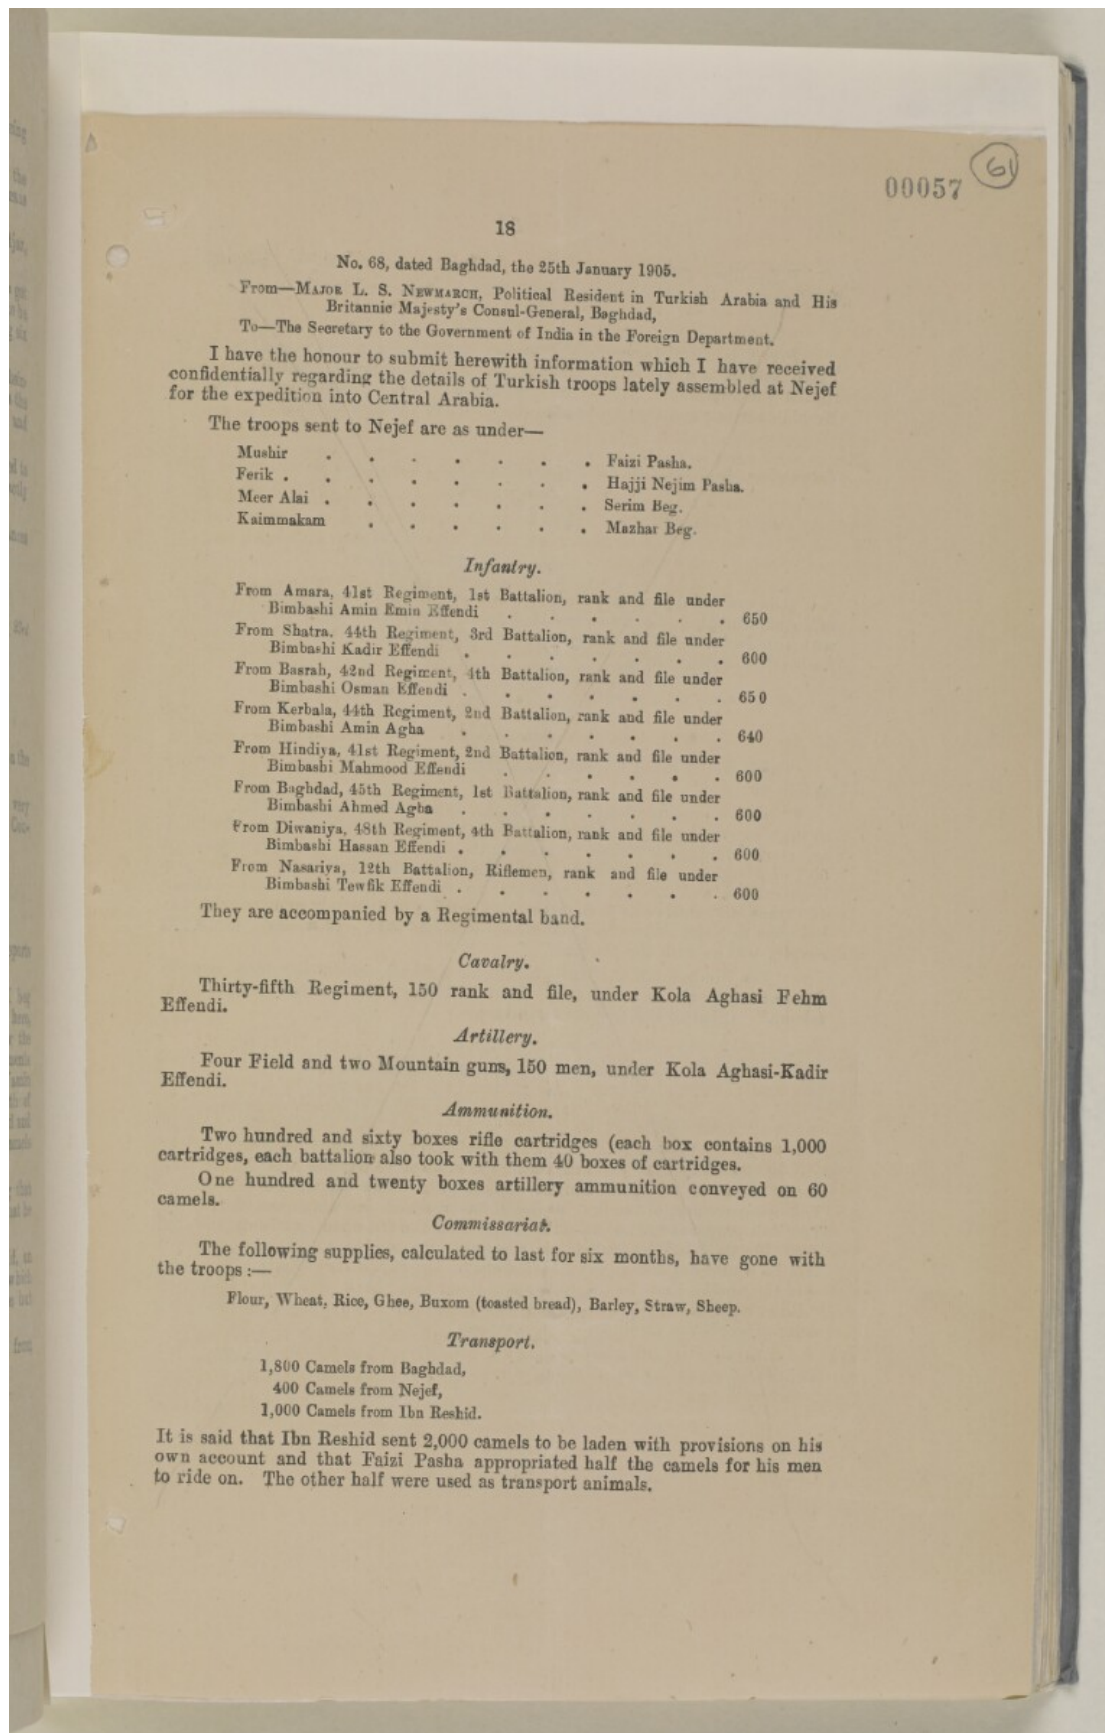 61
00057
18
No. 68, dated Baghdad, the 25th January 1905.
From—MAJOR L. S. NEWMARCH, Political Resident in Turkish Arabia and His
Britannic Majesty's Consul-General, Baghdad,
To—The Secretary to the Government of India in the Foreign Department.
I have the honour to submit herewith information which I have received
confidentially regarding the details of Turkish troops lately assembled at Nejef
for the expedition into Central Arabia.
The troops sent to Nejef are as under—
Mushir . . . . . . . Faizi Pasha.
Ferik . . . . . . . . Hajji Nejim Pasha.
Meer Alai . . . . . . . Serim Beg.
Kaimmakam . . . . . . Mazhar Beg.
Infantry.
From Amara, 41st Regiment, 1st Battalion, rank and file under
Bimbashi Amin Emin Effendi . . . . . . 650
From Shatra, 44th Regiment, 3rd Battalion, rank and file under
Bimbashi Kadir Effendi . . . . . . . 600
From Basrah, 42nd Regiment, 4th Battalion, rank and file under
Bimbashi Osman Effendi . . . . . . . 650
From Kerbala, 44th Regiment, 2nd Battalion, rank and file under
Bimbashi Amin Agha . . . . . . . 640
From Hindiya, 41st Regiment, 2nd Battalion, rank and file under
Bimbashi Mahmood Effendi . . . . . . 600
From Baghdad, 45th Regiment, 1st Battalion, rank and file under
Bimbashi Ahmed Agha . . . . . . . 600
From Diwaniya, 48th Regiment, 4th Battalion, rank and file under
Bimbashi Hassan Effendi . . . . . . . 600
From Nasariya, 12th Battalion, Riflemen, rank and file under
Bimbashi Tewfik Effendi . . . . . . . 600
They are accompanied by a Regimental band.
Cavalry.
Thirty-fifth Regiment, 150 rank and file, under Kola Aghasi Fehm
Effendi.
Artillery.
Four Field and two Mountain guns, 150 men, under Kola Aghasi-Kadir
Effendi.
Ammunition.
Two hundred and sixty boxes rifle cartridges (each box contains 1,000
cartridges, each battalion also took with them 40 boxes of cartridges.
One hundred and twenty boxes artillery ammunition conveyed on 60
camels.
Commissariat.
The following supplies, calculated to last for six months, have gone with
the troops :—
Flour, Wheat, Rice, Ghee, Buxom (toasted bread), Barley, Straw, Sheep.
Transport.
1,800 Camels from Baghdad,
400 Camels from Nejef,
1,000 Camels from Ibn Reshid.
It is said that Ibn Reshid sent 2,000 camels to be laden with provisions on his
own account and that Faizi Pasha appropriated half the camels for his men
to ride on. The other half were used as transport animals.